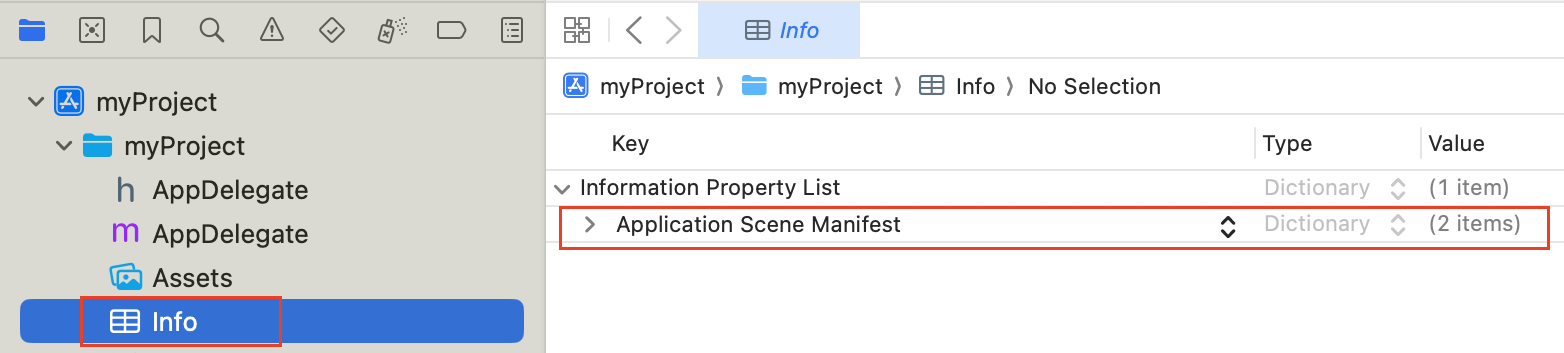 Info
myProject
myProject 〉 myProject 〉 Info 〉 No Selection
myProject
h AppDelegate
m AppDelegate
Assets
Info
Key Type Value
Information Property List Dictionary (1 item)
Application Scene Manifest Dictionary (2 items)